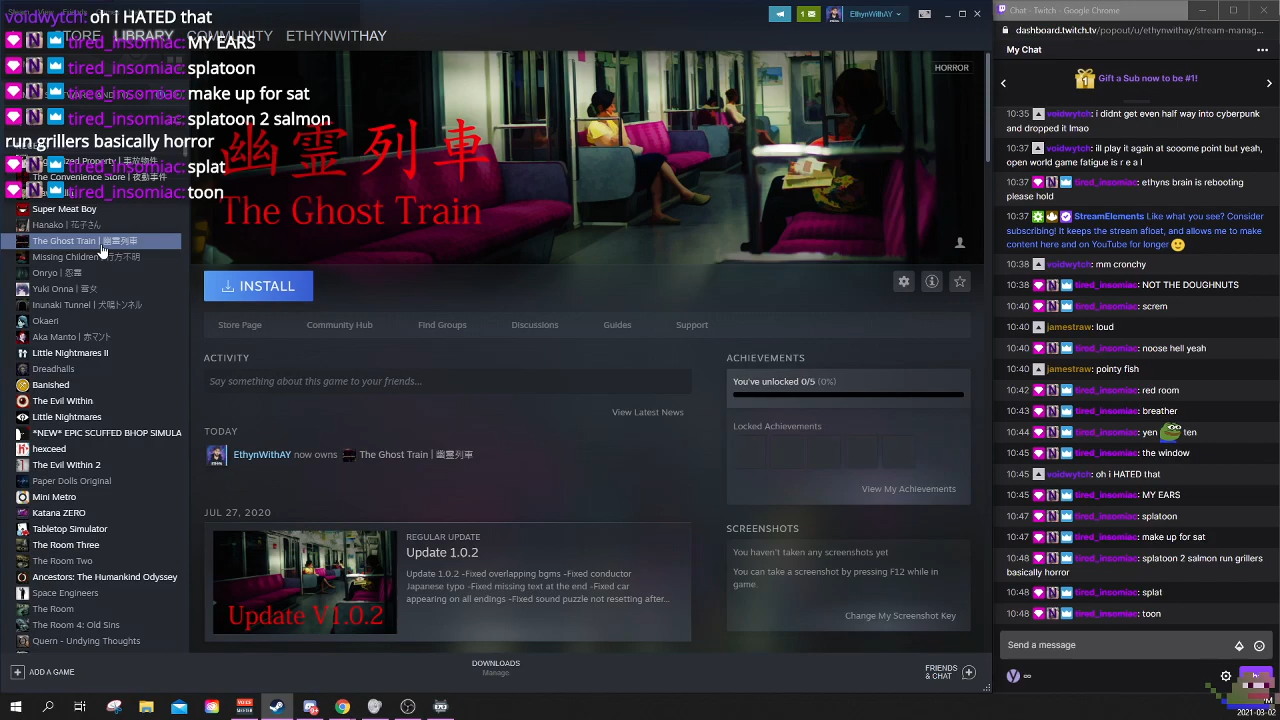 voidwytch: oh i HATED that
tired_insomiac: MY EARS
tired_insomiac: splatoon
tired_insomiac: make up for sat
tired_insomiac: splatoon 2 salmon
run grillers basically horror
tired_insomiac: splat
tired_insomiac: toon
LIBRARY
COMMUNITY
ETHYNWITHAY
EthynWithAY
1
The Convenience Store | 夜勤事件
Super Meat Boy
Hanako | 花子さん
The Ghost Train | 幽霊列車
Missing Children
Onryo | 怨霊
Yuki Onna | 雪女
Inunaki Tunnel | 犬鳴トンネル
Okaeri
Aka Manto | 赤マント
Little Nightmares II
Dreadhalls
Banished
The Evil Within
Little Nightmares
*NEW* EPIC SCUFFED BHOP SIMULA
hexceed
The Evil Within 2
Paper Dolls Original
Mini Metro
Katana ZERO
Tabletop Simulator
The Room Three
The Room Two
Ancestors: The Humankind Odyssey
Space Engineers
The Room
The Room 4: Old Sins
Quern - Undying Thoughts
ADD A GAME
HORROR
幽霊列車
The Ghost Train
INSTALL
Store Page
Community Hub
Find Groups
Discussions
Guides
Support
ACTIVITY
Say something about this game to your friends...
View Latest News
TODAY
EthynWithAY now owns The Ghost Train | 幽霊列車
JUL 27, 2020
REGULAR UPDATE
Update 1.0.2
Update 1.0.2 -Fixed overlapping bgms -Fixed conductor
Japanese typo -Fixed missing text at the end -Fixed car
appearing on all endings -Fixed sound puzzle not resetting after...
Update V1.0.2
ACHIEVEMENTS
You've unlocked 0/5 (0%)
Locked Achievements
View My Achievements
SCREENSHOTS
You haven't taken any screenshots yet
You can take a screenshot by pressing F12 while in
game.
Change My Screenshot Key
DOWNLOADS
Manage
FRIENDS
& CHAT
Chat - Twitch - Google Chrome
dashboard.twitch.tv/popout/u/ethynwithay/stream-manag...
My Chat
Gift a Sub now to be #1!
10:35 voidwytch: i didnt get even half way into cyberpunk
and dropped it lmao
10:37 voidwytch: ill play it again at sooome point but yeah,
open world game fatigue is r e a l
10:37 tired_insomiac: ethyns brain is rebooting
please hold
10:37 StreamElements Like what you see? Consider
subscribing! It keeps the stream afloat, and allows me to
make content here and on YouTube for longer
10:38 voidwytch: mm cronchy
10:38 tired_insomiac: NOT THE DOUGHNUTS
10:40 tired_insomiac: screm
10:40 jamestraw: loud
10:40 tired_insomiac: noose hell yeah
10:40 jamestraw: pointy fish
10:42 tired_insomiac: red room
10:43 tired_insomiac: breather
10:44 tired_insomiac: yen ten
10:45 tired_insomiac: the window
10:45 voidwytch: oh i HATED that
10:45 tired_insomiac: MY EARS
10:47 tired_insomiac: splatoon
10:47 tired_insomiac: make up for sat
10:48 tired_insomiac: splatoon 2 salmon run grillers
basically horror
10:48 tired_insomiac: splat
10:48 tired_insomiac: toon
Send a message
∞
2021-03-02